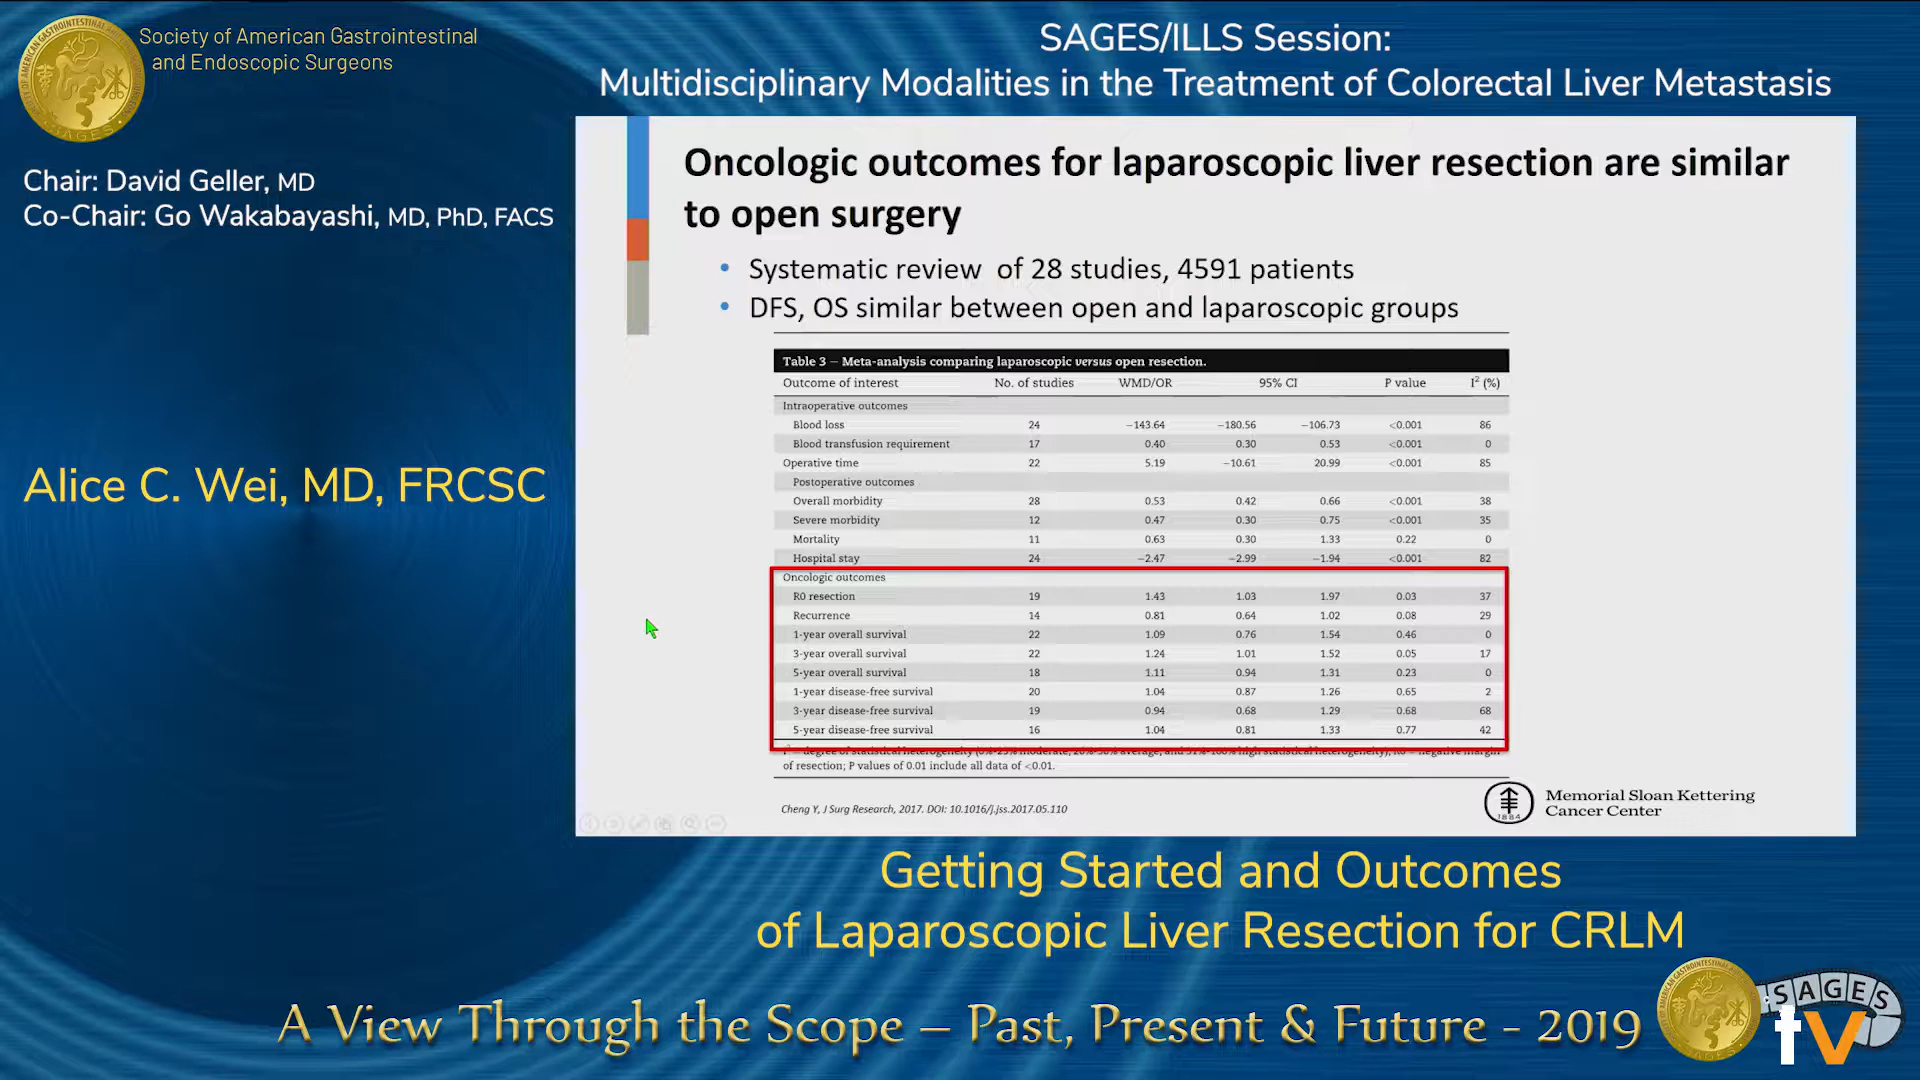 Society of American Gastrointestinal
and Endoscopic Surgeons
SAGES/ILLS Session:
Multidisciplinary Modalities in the Treatment of Colorectal Liver Metastasis
Chair: David Geller, MD
Co-Chair: Go Wakabayashi, MD, PhD, FACS
Alice C. Wei, MD, FRCSC
Oncologic outcomes for laparoscopic liver resection are similar
to open surgery
• Systematic review of 28 studies, 4591 patients
• DFS, OS similar between open and laparoscopic groups
Table 3 – Meta-analysis comparing laparoscopic versus open resection.
Outcome of interest No. of studies WMD/OR 95% CI P value I² (%)
Intraoperative outcomes
Blood loss 24 −143.64 −180.56 −106.73 <0.001 86
Blood transfusion requirement 17 0.40 0.30 0.53 <0.001 0
Operative time 22 5.19 −10.61 20.99 <0.001 85
Postoperative outcomes
Overall morbidity 28 0.53 0.42 0.66 <0.001 38
Severe morbidity 12 0.47 0.30 0.75 <0.001 35
Mortality 11 0.63 0.30 1.33 0.22 0
Hospital stay 24 −2.47 −2.99 −1.94 <0.001 82
Oncologic outcomes
R0 resection 19 1.43 1.03 1.97 0.03 37
Recurrence 14 0.81 0.64 1.02 0.08 29
1-year overall survival 22 1.09 0.76 1.54 0.46 0
3-year overall survival 22 1.24 1.01 1.52 0.05 17
5-year overall survival 18 1.11 0.94 1.31 0.23 0
1-year disease-free survival 20 1.04 0.87 1.26 0.65 2
3-year disease-free survival 19 0.94 0.68 1.29 0.68 68
5-year disease-free survival 16 1.04 0.81 1.33 0.77 42
of resection; P values of 0.01 include all data of <0.01.
Cheng Y, J Surg Research, 2017. DOI: 10.1016/j.jss.2017.05.110
1884
Memorial Sloan Kettering
Cancer Center
Getting Started and Outcomes
of Laparoscopic Liver Resection for CRLM
A View Through the Scope – Past, Present & Future - 2019
SAGES
tv